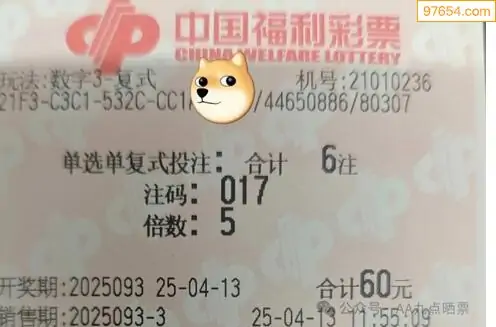 97654.com
中国福利彩票
CHINA WELFARE LOTTERY
玩法:数字3-复式 机号:21010236
21F3-C3C1-532C-CC1 /44650886/80307
单选单复式投注: 合计 6注
注码:017
倍数:5
开奖期:2025093 25-04-13 合计60元
销售期:2025093-3 25-04-13 11:55:09
公众号·AA九点晒票